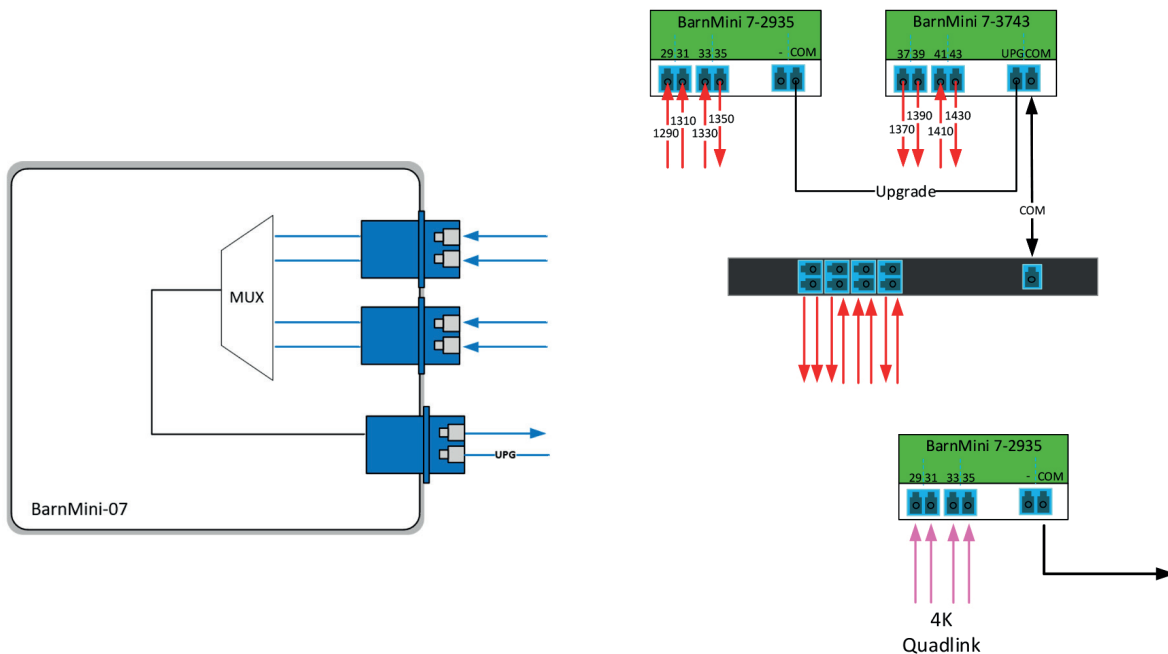 BarnMini 7-2935
29 31 33 35 - COM
1290
1310
1330
1350
BarnMini 7-3743
37 39 41 43 UPG COM
1370
1390
1410
1430
Upgrade
COM
MUX
UPG
BarnMini-07
BarnMini 7-2935
29 31 33 35 - COM
4K
Quadlink